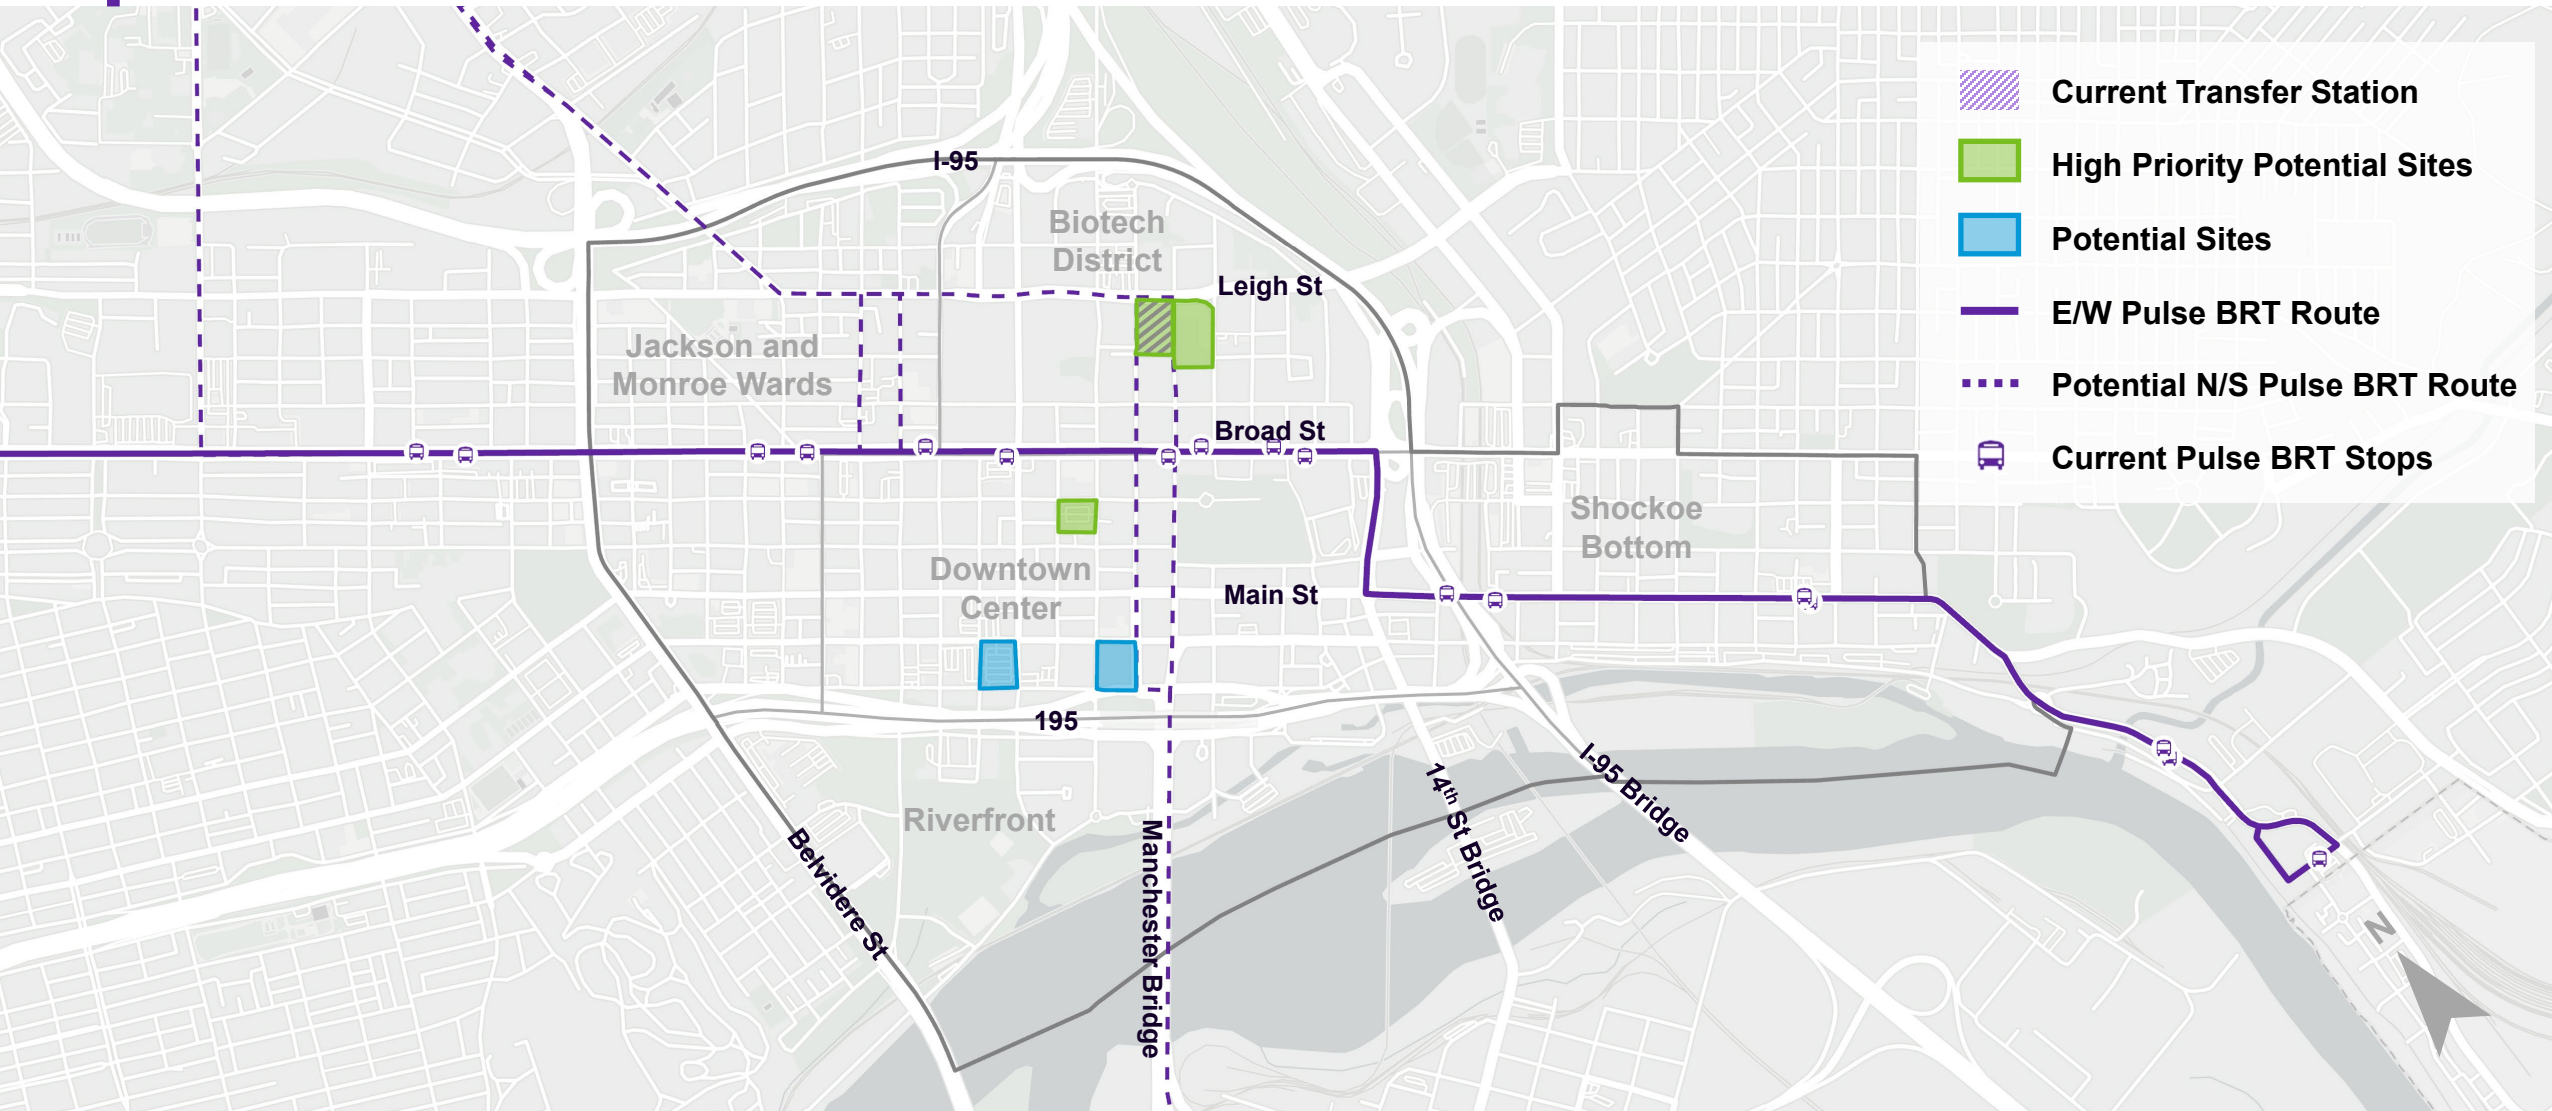 Current Transfer Station
High Priority Potential Sites
Potential Sites
E/W Pulse BRT Route
Potential N/S Pulse BRT Route
Current Pulse BRT Stops
I-95
Biotech
District
Leigh St
Jackson and
Monroe Wards
Broad St
Shockoe
Bottom
Downtown
Center
Main St
195
Riverfront
Belvidere St
Manchester Bridge
14th St Bridge
I-95 Bridge
N